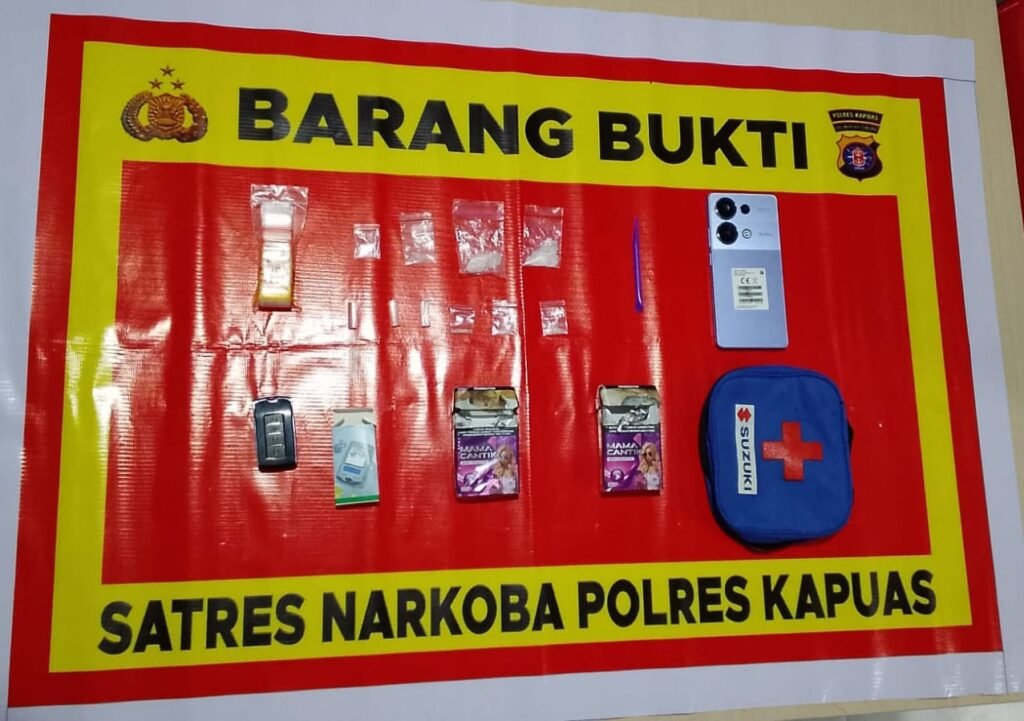 BARANG BUKTI
POLRES KAPUAS
MAMA
CANTIK
MAMA
CANTIK
SUZUKI
SATRES NARKOBA POLRES KAPUAS